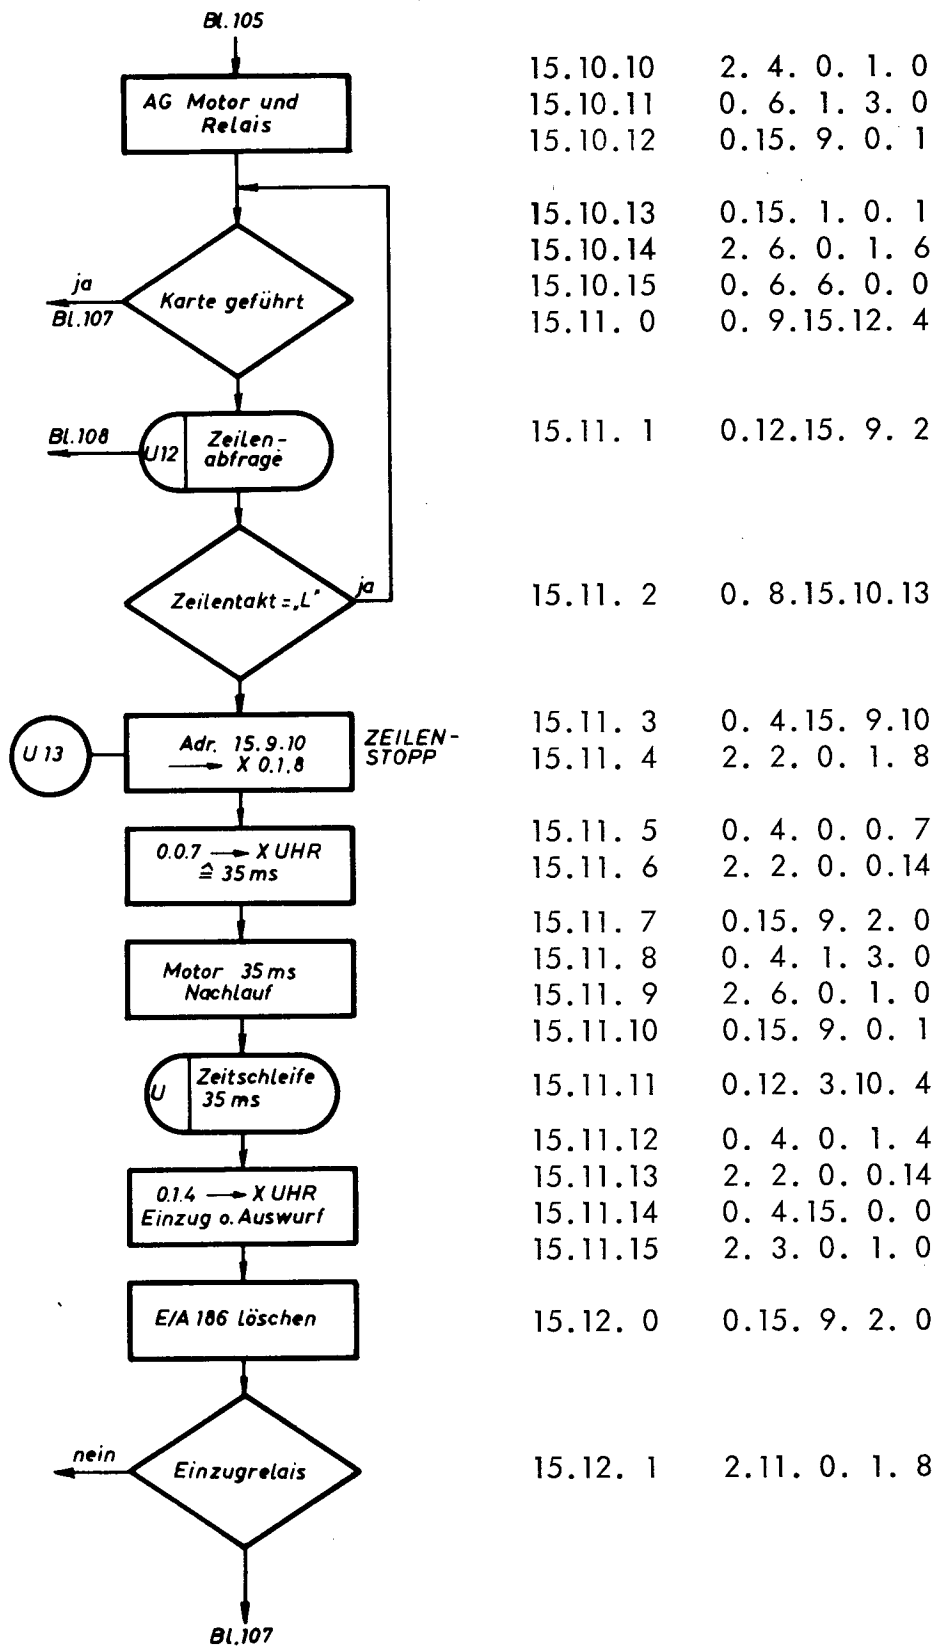 Bl. 105
AG Motor und
Relais
15.10.10 2. 4. 0. 1. 0
15.10.11 0. 6. 1. 3. 0
15.10.12 0.15. 9. 0. 1
Karte geführt
ja
Bl.107
15.10.13 0.15. 1. 0. 1
15.10.14 2. 6. 0. 1. 6
15.10.15 0. 6. 6. 0. 0
15.11. 0 0. 9.15.12. 4
Bl.108
U12
Zeilen-
abfrage
15.11. 1 0.12.15. 9. 2
Zeilentakt = „L"
ja
15.11. 2 0. 8.15.10.13
U 13
Adr. 15.9.10
→ X 0.1.8
ZEILEN-
STOPP
15.11. 3 0. 4.15. 9.10
15.11. 4 2. 2. 0. 1. 8
0.0.7 → X UHR
≙ 35 ms
15.11. 5 0. 4. 0. 0. 7
15.11. 6 2. 2. 0. 0.14
Motor 35 ms
Nachlauf
15.11. 7 0.15. 9. 2. 0
15.11. 8 0. 4. 1. 3. 0
15.11. 9 2. 6. 0. 1. 0
15.11.10 0.15. 9. 0. 1
U
Zeitschleife
35 ms
15.11.11 0.12. 3.10. 4
0.1.4 → X UHR
Einzug o. Auswurf
15.11.12 0. 4. 0. 1. 4
15.11.13 2. 2. 0. 0.14
15.11.14 0. 4.15. 0. 0
15.11.15 2. 3. 0. 1. 0
E/A 186 löschen
15.12. 0 0.15. 9. 2. 0
nein
Einzugrelais
15.12. 1 2.11. 0. 1. 8
Bl.107